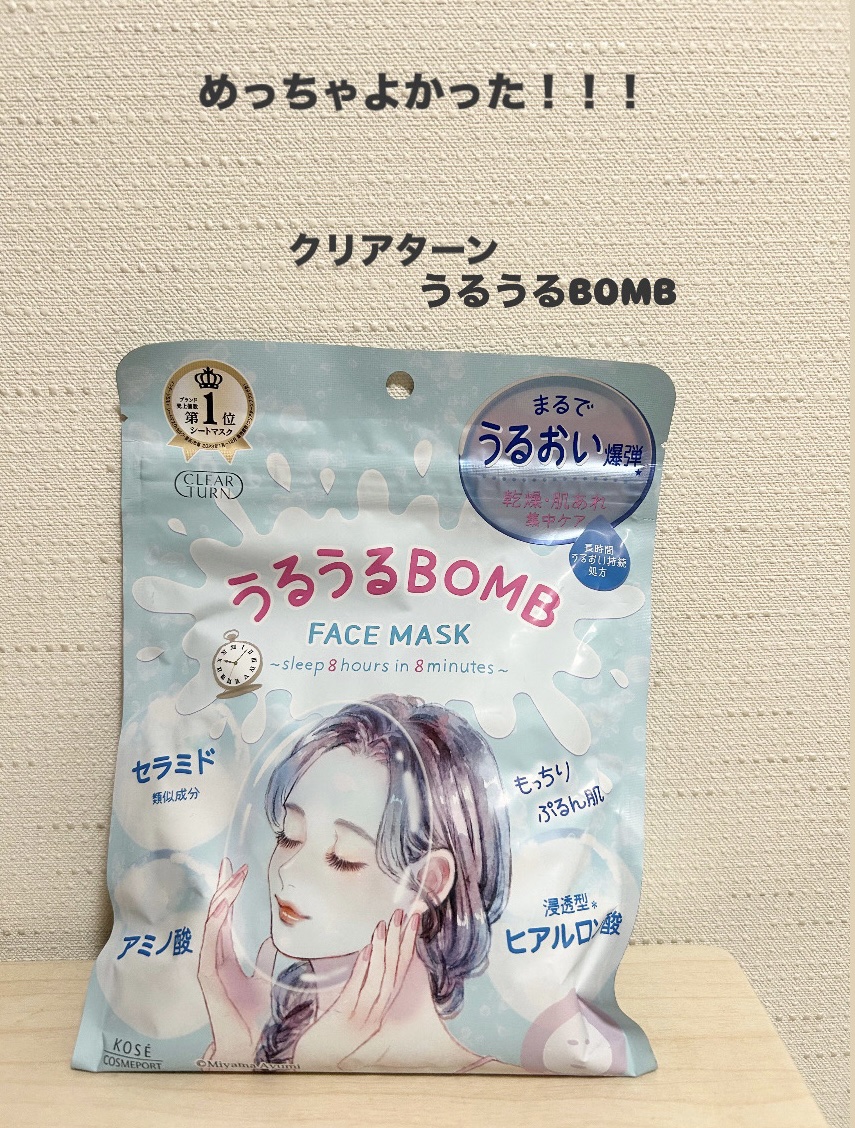 めっちゃよかった！！！
クリアターン
うるうるBOMB
ブランド
売上個数
第1位
シートマスク
CLEAR
TURN
まるで
うるおい爆弾
乾燥・肌あれ
集中ケア
長時間
うるおい持続
処方
うるうるBOMB
FACE MASK
~sleep 8 hours in 8 minutes~
セラミド
類似成分
もっちり
ぷるん肌
アミノ酸
浸透型*
ヒアルロン酸
KOSÉ
COSMEPORT
©Miyama Ayumi